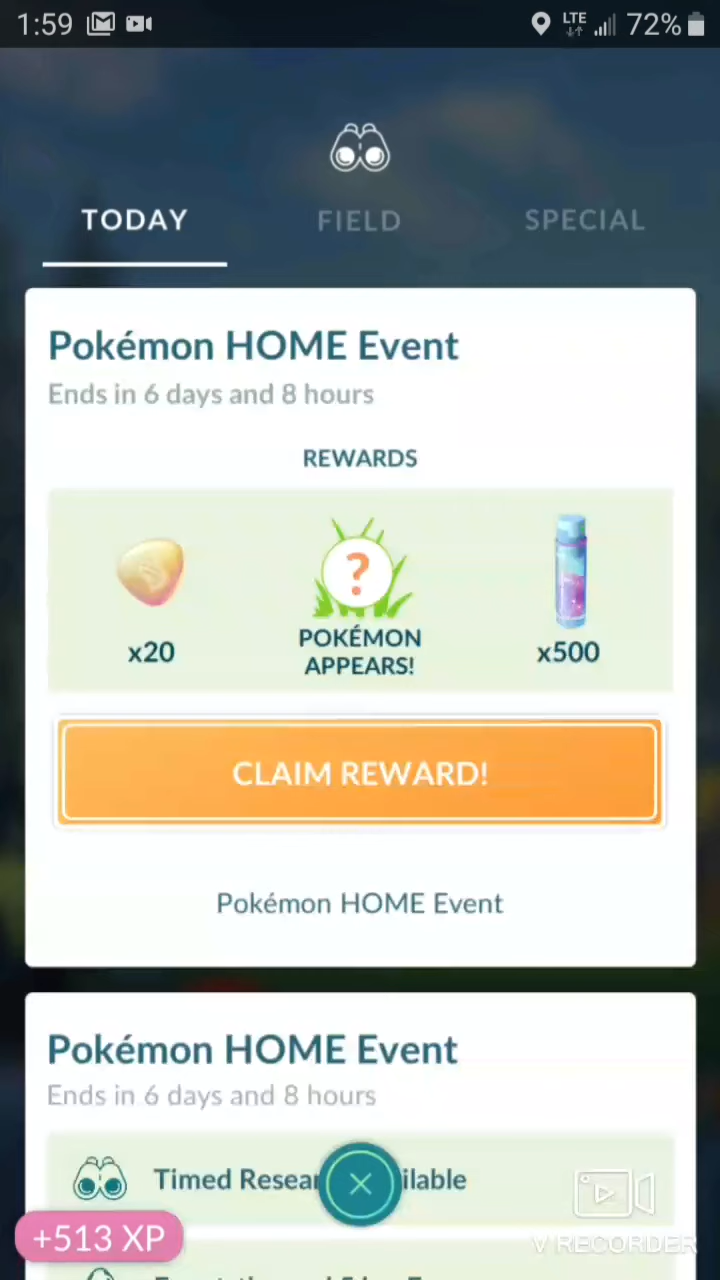 1:59
LTE
72%
TODAY
FIELD
SPECIAL
Pokémon HOME Event
Ends in 6 days and 8 hours
REWARDS
?
x20
POKÉMON
APPEARS!
x500
CLAIM REWARD!
Pokémon HOME Event
Pokémon HOME Event
Ends in 6 days and 8 hours
Timed
+513 XP
V RECORDER